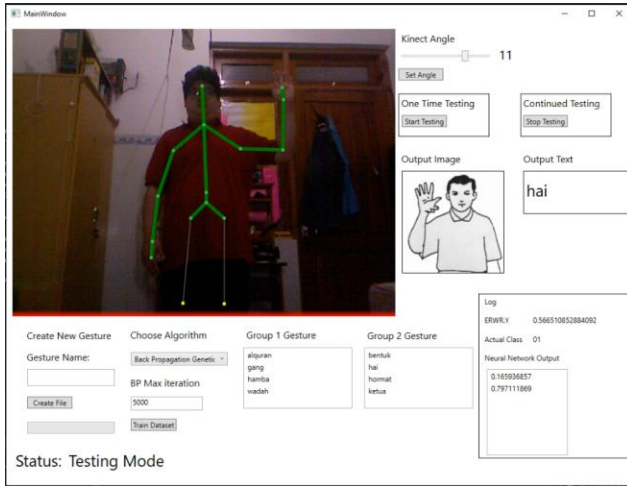 MainWindow
Kinect Angle
11
Set Angle
One Time Testing
Start Testing
Continued Testing
Stop Testing
Output Image
Output Text
hai
Create New Gesture
Gesture Name:
Create File
Choose Algorithm
Back Propagation Genetic
BP Max iteration
5000
Train Dataset
Group 1 Gesture
alquran
gang
hamba
wadah
Group 2 Gesture
bentuk
hai
hormat
ketua
Log
ERWR.Y 0.566510852884092
Actual Class 01
Neural Network Output
0.165936857
0.797111869
Status: Testing Mode